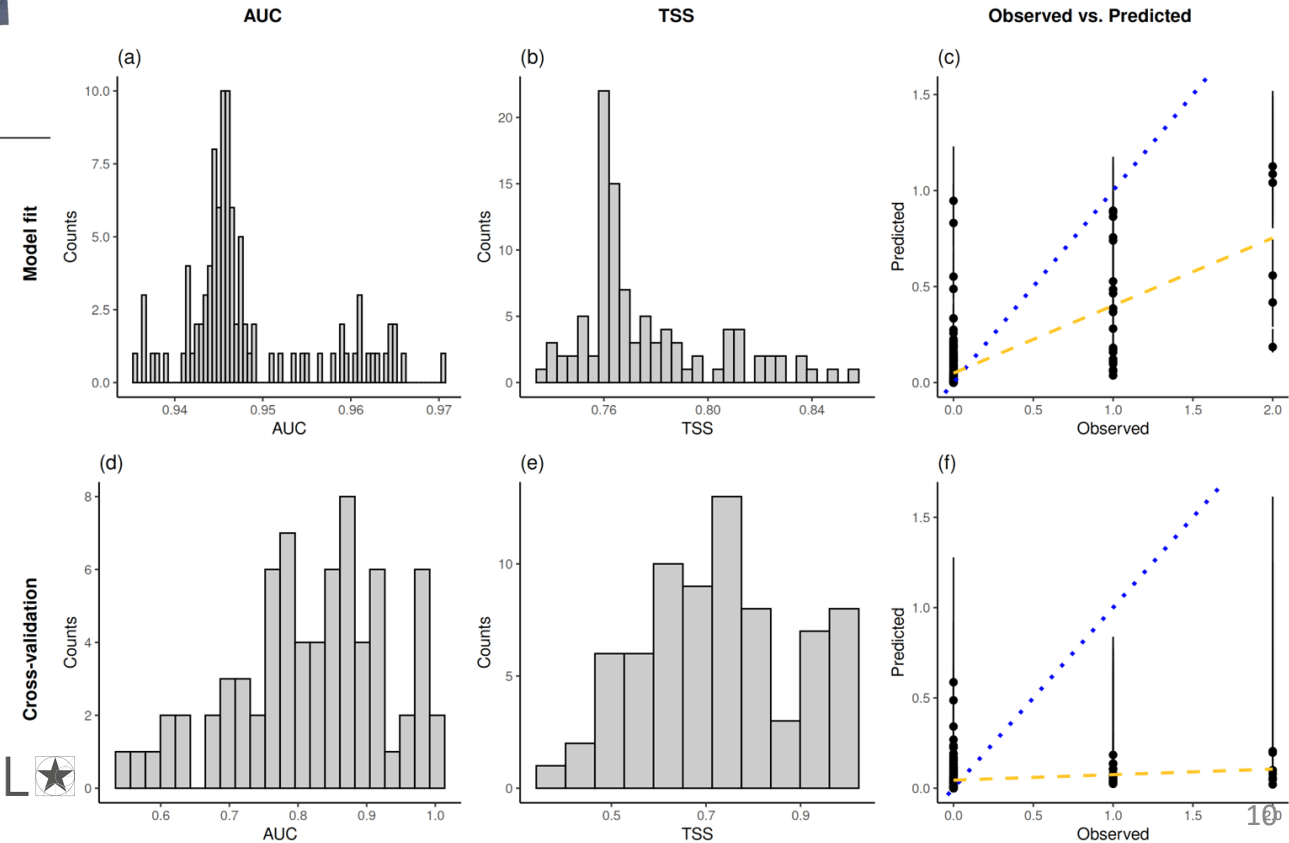 AUC
TSS
Observed vs. Predicted
Model fit
(a)
10.0
7.5
5.0
2.5
0.0
Counts
0.94
0.95
0.96
0.97
AUC
(b)
20
15
10
5
0
Counts
0.76
0.80
0.84
TSS
(c)
1.5
1.0
0.5
0.0
Predicted
0.0
0.5
1.0
1.5
2.0
Observed
Cross-validation
(d)
8
6
4
2
0
Counts
0.6
0.7
0.8
0.9
1.0
AUC
(e)
10
5
0
Counts
0.5
0.7
0.9
TSS
(f)
1.5
1.0
0.5
0.0
Predicted
0.0
0.5
1.0
1.5
2.0
Observed
L
10